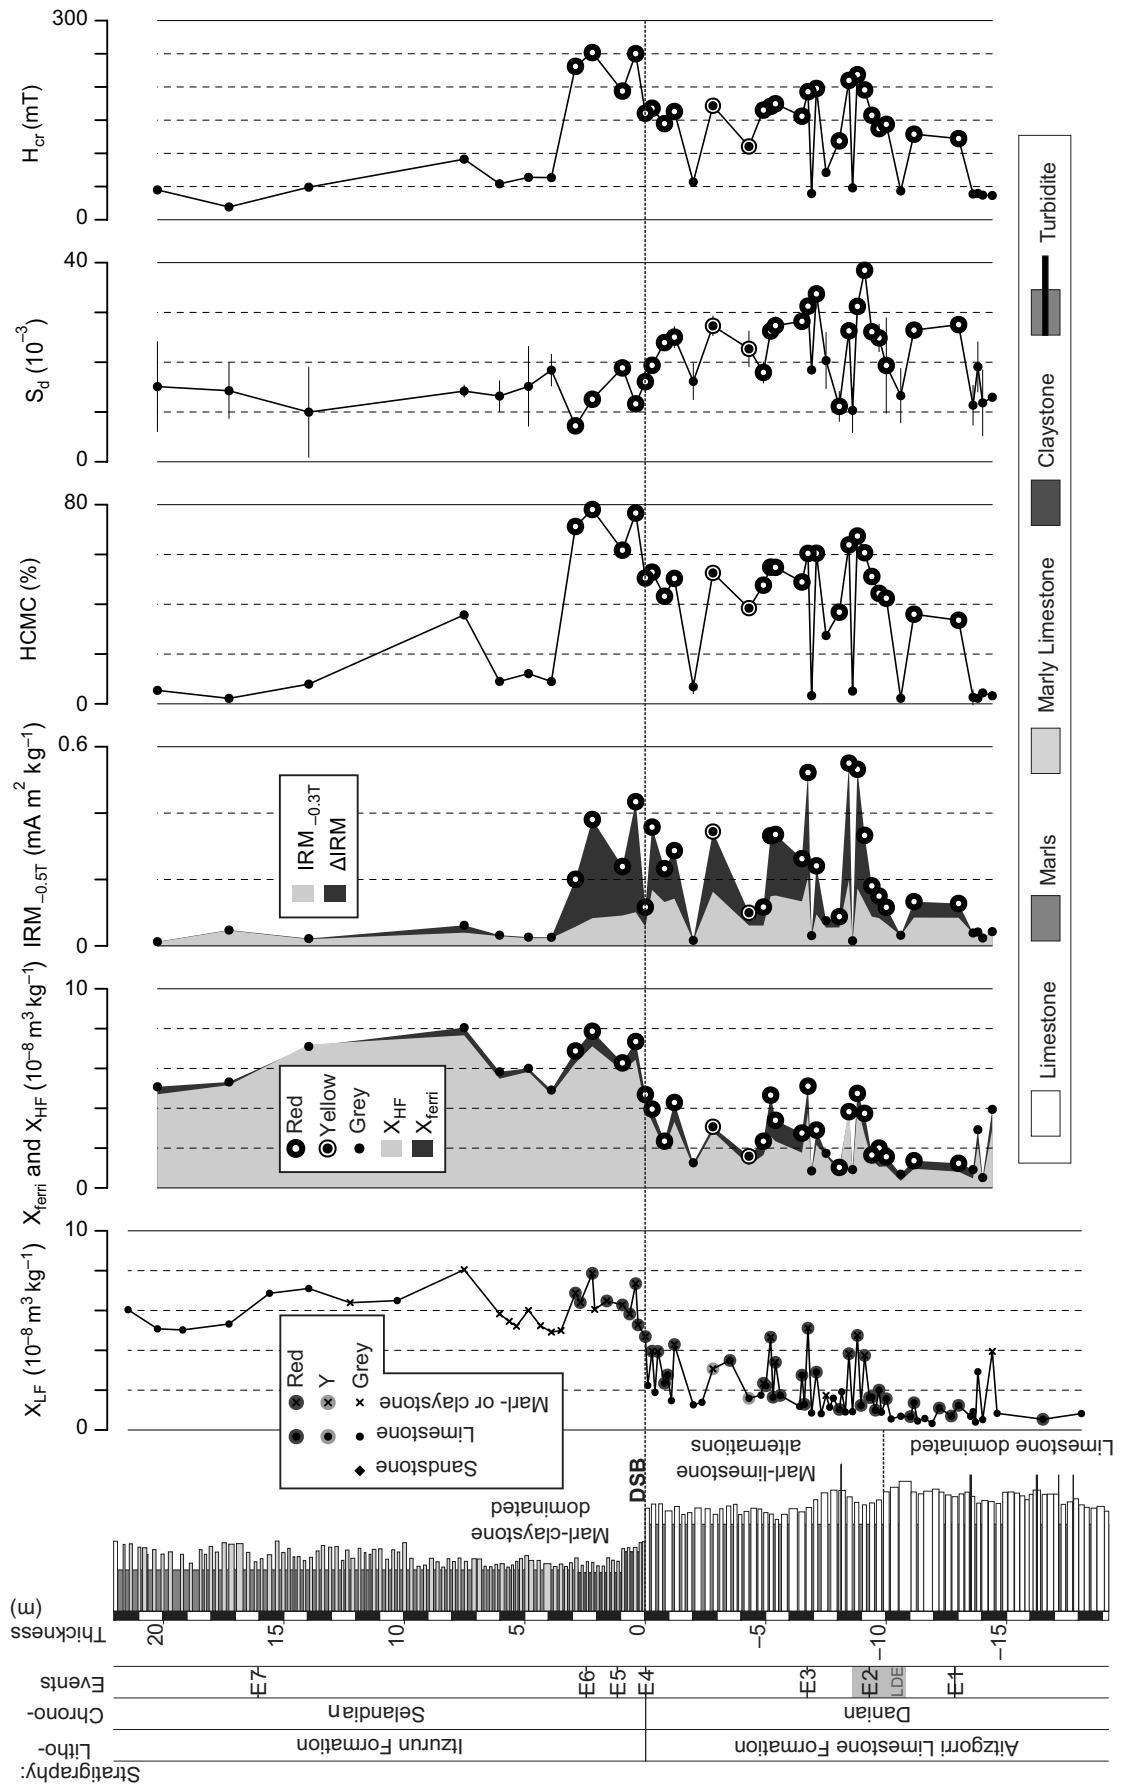 300
0
H_cr (mT)
40
0
S_d (10^−3)
80
0
HCMC (%)
0.6
0
IRM_−0.5T (mA m^2 kg^−1)
IRM_−0.3T
ΔIRM
10
0
X_ferri and X_HF (10^−8 m^3 kg^−1)
Red
Yellow
Grey
X_HF
X_ferri
10
0
X_LF (10^−8 m^3 kg^−1)
Red
Y
Grey
Marl- or claystone
Limestone
Sandstone
Marl-claystone
dominated
DSB
Marl-limestone
alternations
Limestone dominated
Thickness
(m)
20
15
10
5
0
−5
−10
−15
Events
E7
E6
E5
E4
E3
E2
LDE
E1
Chrono-
Selandian
Danian
Stratigraphy:
Litho-
Itzurun Formation
Aitzgorri Limestone Formation
Limestone
Marls
Marly Limestone
Claystone
Turbidite